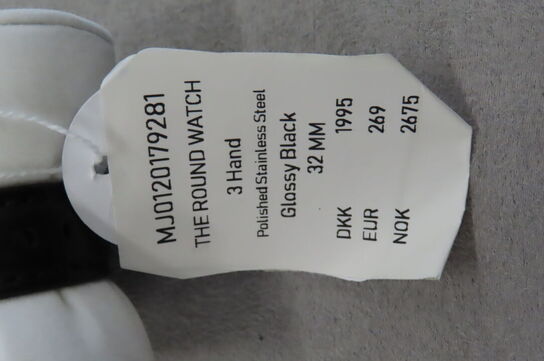 MJ0120179281
THE ROUND WATCH
3 Hand
Polished Stainless Steel
Glossy Black
32 MM
DKK 1995
EUR 269
NOK 2675